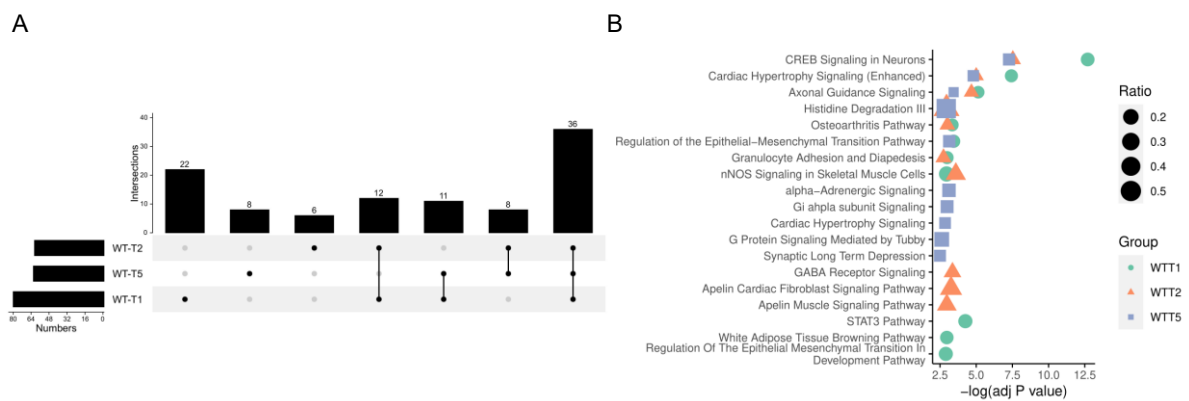 A
B
40
30
20
10
0
Intersections
22
8
6
12
11
8
36
WT-T2
WT-T5
WT-T1
80 64 48 32 16 0
Numbers
CREB Signaling in Neurons
Cardiac Hypertrophy Signaling (Enhanced)
Axonal Guidance Signaling
Histidine Degradation III
Osteoarthritis Pathway
Regulation of the Epithelial−Mesenchymal Transition Pathway
Granulocyte Adhesion and Diapedesis
nNOS Signaling in Skeletal Muscle Cells
alpha−Adrenergic Signaling
Gi ahpla subunit Signaling
Cardiac Hypertrophy Signaling
G Protein Signaling Mediated by Tubby
Synaptic Long Term Depression
GABA Receptor Signaling
Apelin Cardiac Fibroblast Signaling Pathway
Apelin Muscle Signaling Pathway
STAT3 Pathway
White Adipose Tissue Browning Pathway
Regulation Of The Epithelial Mesenchymal Transition In
Development Pathway
2.5 5.0 7.5 10.0 12.5
−log(adj P value)
Ratio
0.2
0.3
0.4
0.5
Group
WTT1
WTT2
WTT5